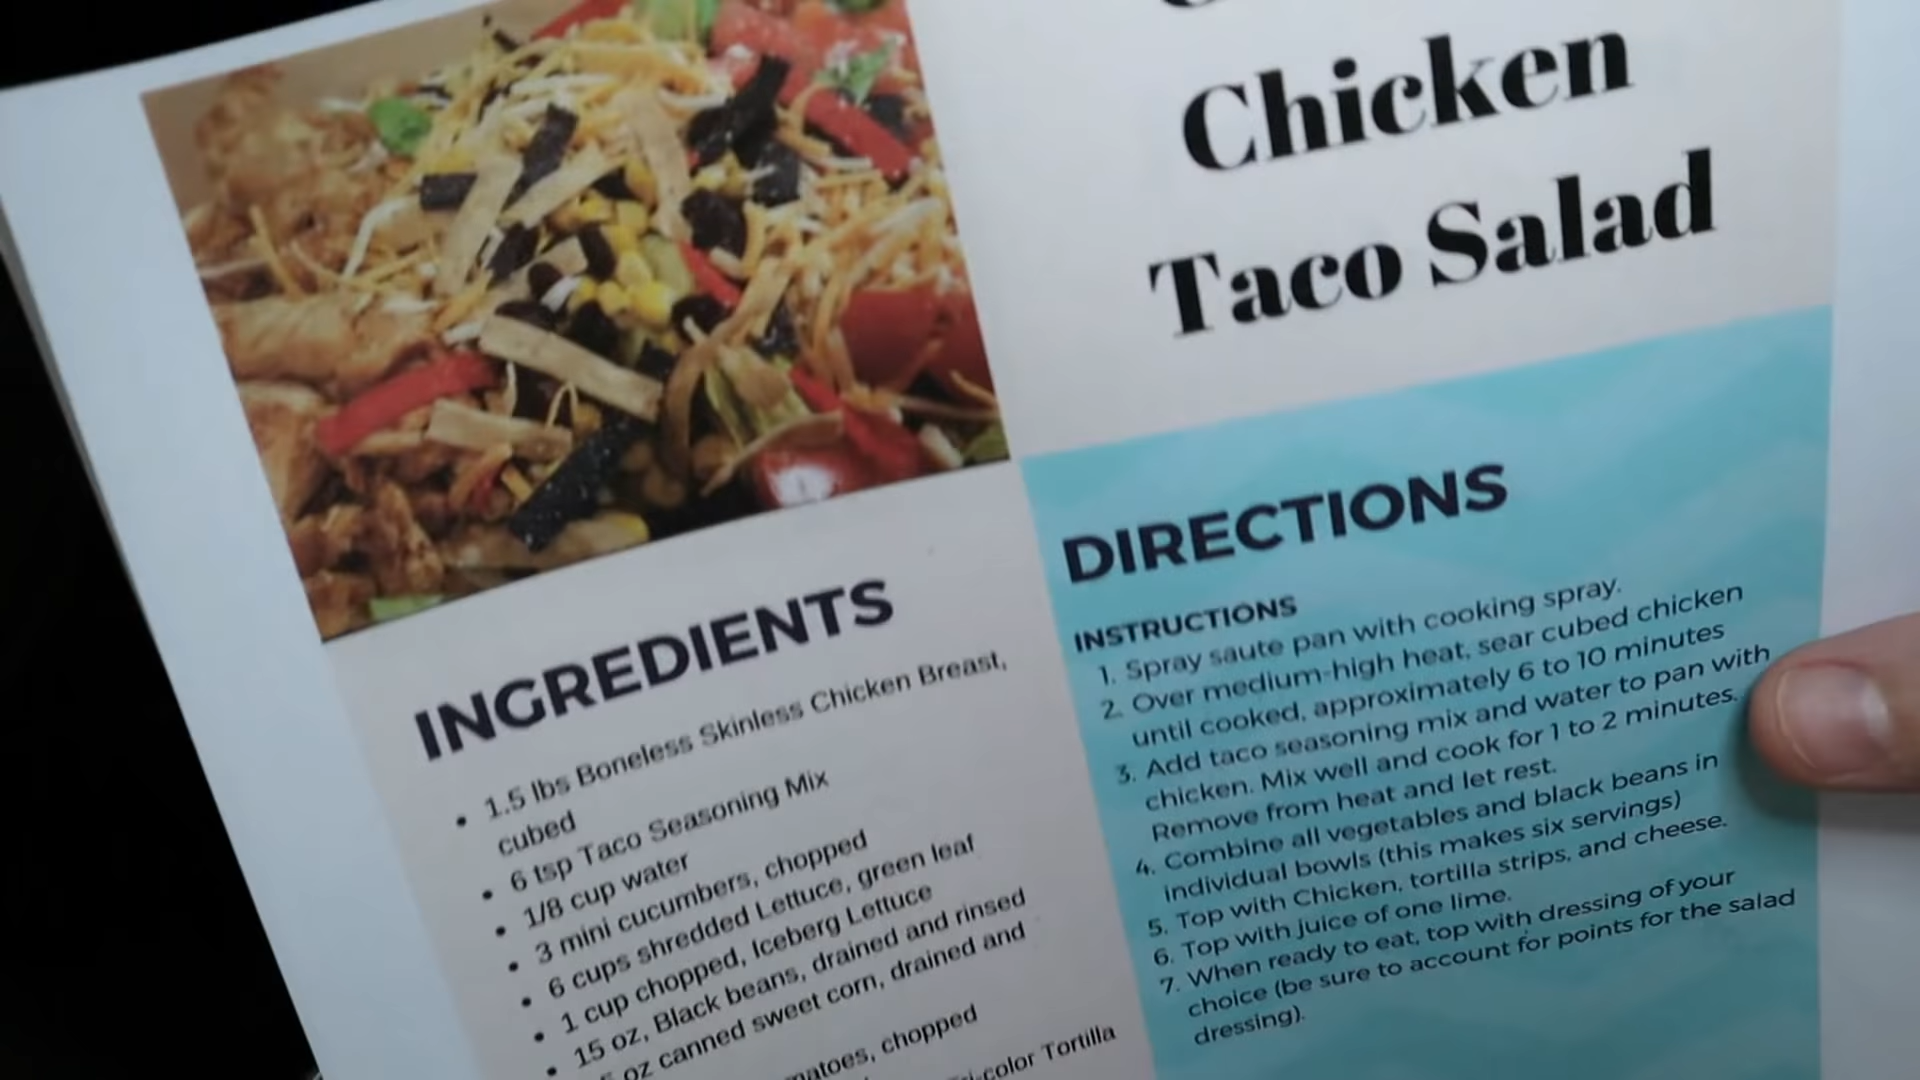 Chicken
Taco Salad
INGREDIENTS
• 1.5 lbs Boneless Skinless Chicken Breast,
cubed
• 6 tsp Taco Seasoning Mix
• 1/8 cup water
• 3 mini cucumbers, chopped
• 6 cups shredded Lettuce, green leaf
• 1 cup chopped, Iceberg Lettuce
• 15 oz, Black beans, drained and rinsed
oz canned sweet corn, drained and
chopped
Tortilla
DIRECTIONS
INSTRUCTIONS
1. Spray saute pan with cooking spray.
2. Over medium-high heat, sear cubed chicken
until cooked, approximately 6 to 10 minutes
3. Add taco seasoning mix and water to pan with
chicken. Mix well and cook for 1 to 2 minutes.
Remove from heat and let rest.
4. Combine all vegetables and black beans in
individual bowls (this makes six servings)
5. Top with Chicken, tortilla strips, and cheese.
6. Top with juice of one lime.
7. When ready to eat, top with dressing of your
choice (be sure to account for points for the salad
dressing).